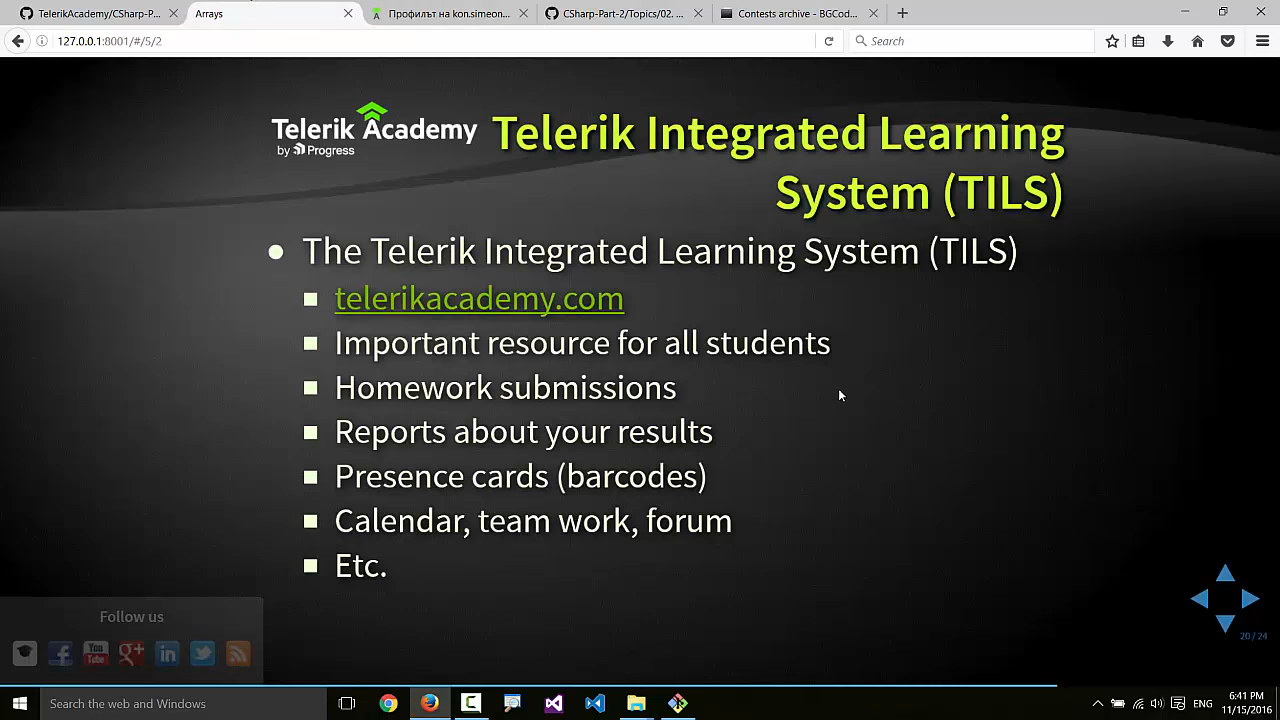 TelerikAcademy/CSharp-P...
Arrays
Профилът на kon.simeon...
CSharp-Part-2/Topics/02. ...
Contests archive - BGCod...
127.0.0.1:8001/#/5/2
Search
Telerik Academy
by Progress
Telerik Integrated Learning
System (TILS)
The Telerik Integrated Learning System (TILS)
telerikacademy.com
Important resource for all students
Homework submissions
Reports about your results
Presence cards (barcodes)
Calendar, team work, forum
Etc.
Follow us
You
Tube
20 / 24
Search the web and Windows
ENG
6:41 PM
11/15/2016